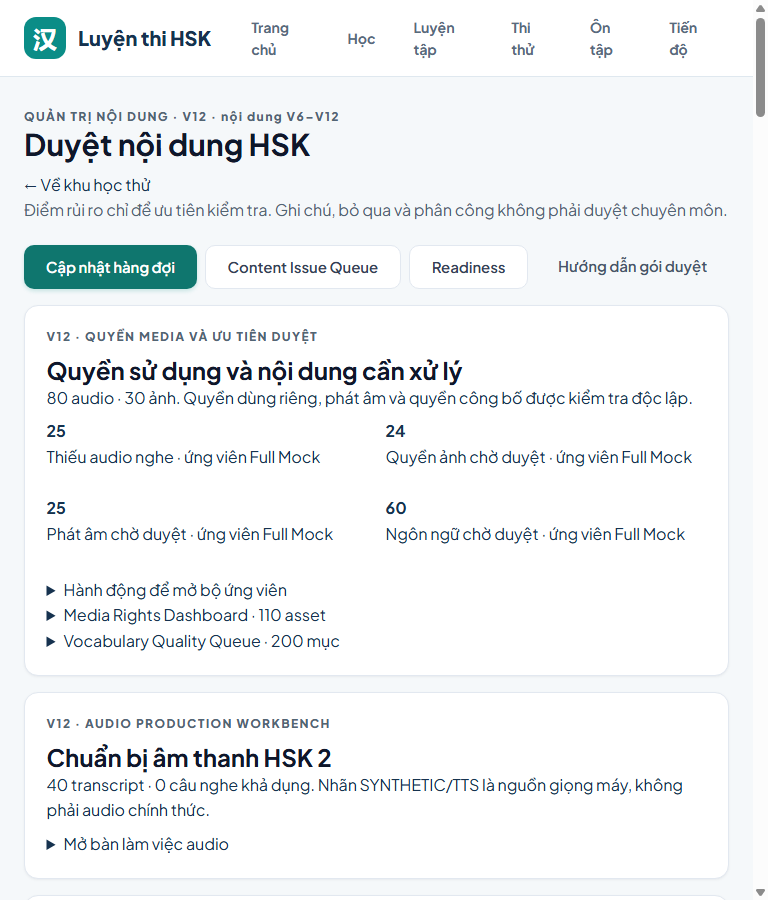 汉 Luyện thi HSK
Trang chủ
Học
Luyện tập
Thi thử
Ôn tập
Tiến độ
QUẢN TRỊ NỘI DUNG · V12 · nội dung V6–V12
Duyệt nội dung HSK
← Về khu học thử
Điểm rủi ro chỉ để ưu tiên kiểm tra. Ghi chú, bỏ qua và phân công không phải duyệt chuyên môn.
Cập nhật hàng đợi
Content Issue Queue
Readiness
Hướng dẫn gói duyệt
V12 · QUYỀN MEDIA VÀ ƯU TIÊN DUYỆT
Quyền sử dụng và nội dung cần xử lý
80 audio · 30 ảnh. Quyền dùng riêng, phát âm và quyền công bố được kiểm tra độc lập.
25
Thiếu audio nghe · ứng viên Full Mock
24
Quyền ảnh chờ duyệt · ứng viên Full Mock
25
Phát âm chờ duyệt · ứng viên Full Mock
60
Ngôn ngữ chờ duyệt · ứng viên Full Mock
▶ Hành động để mở bộ ứng viên
▶ Media Rights Dashboard · 110 asset
▶ Vocabulary Quality Queue · 200 mục
V12 · AUDIO PRODUCTION WORKBENCH
Chuẩn bị âm thanh HSK 2
40 transcript · 0 câu nghe khả dụng. Nhãn SYNTHETIC/TTS là nguồn giọng máy, không
phải audio chính thức.
▶ Mở bàn làm việc audio